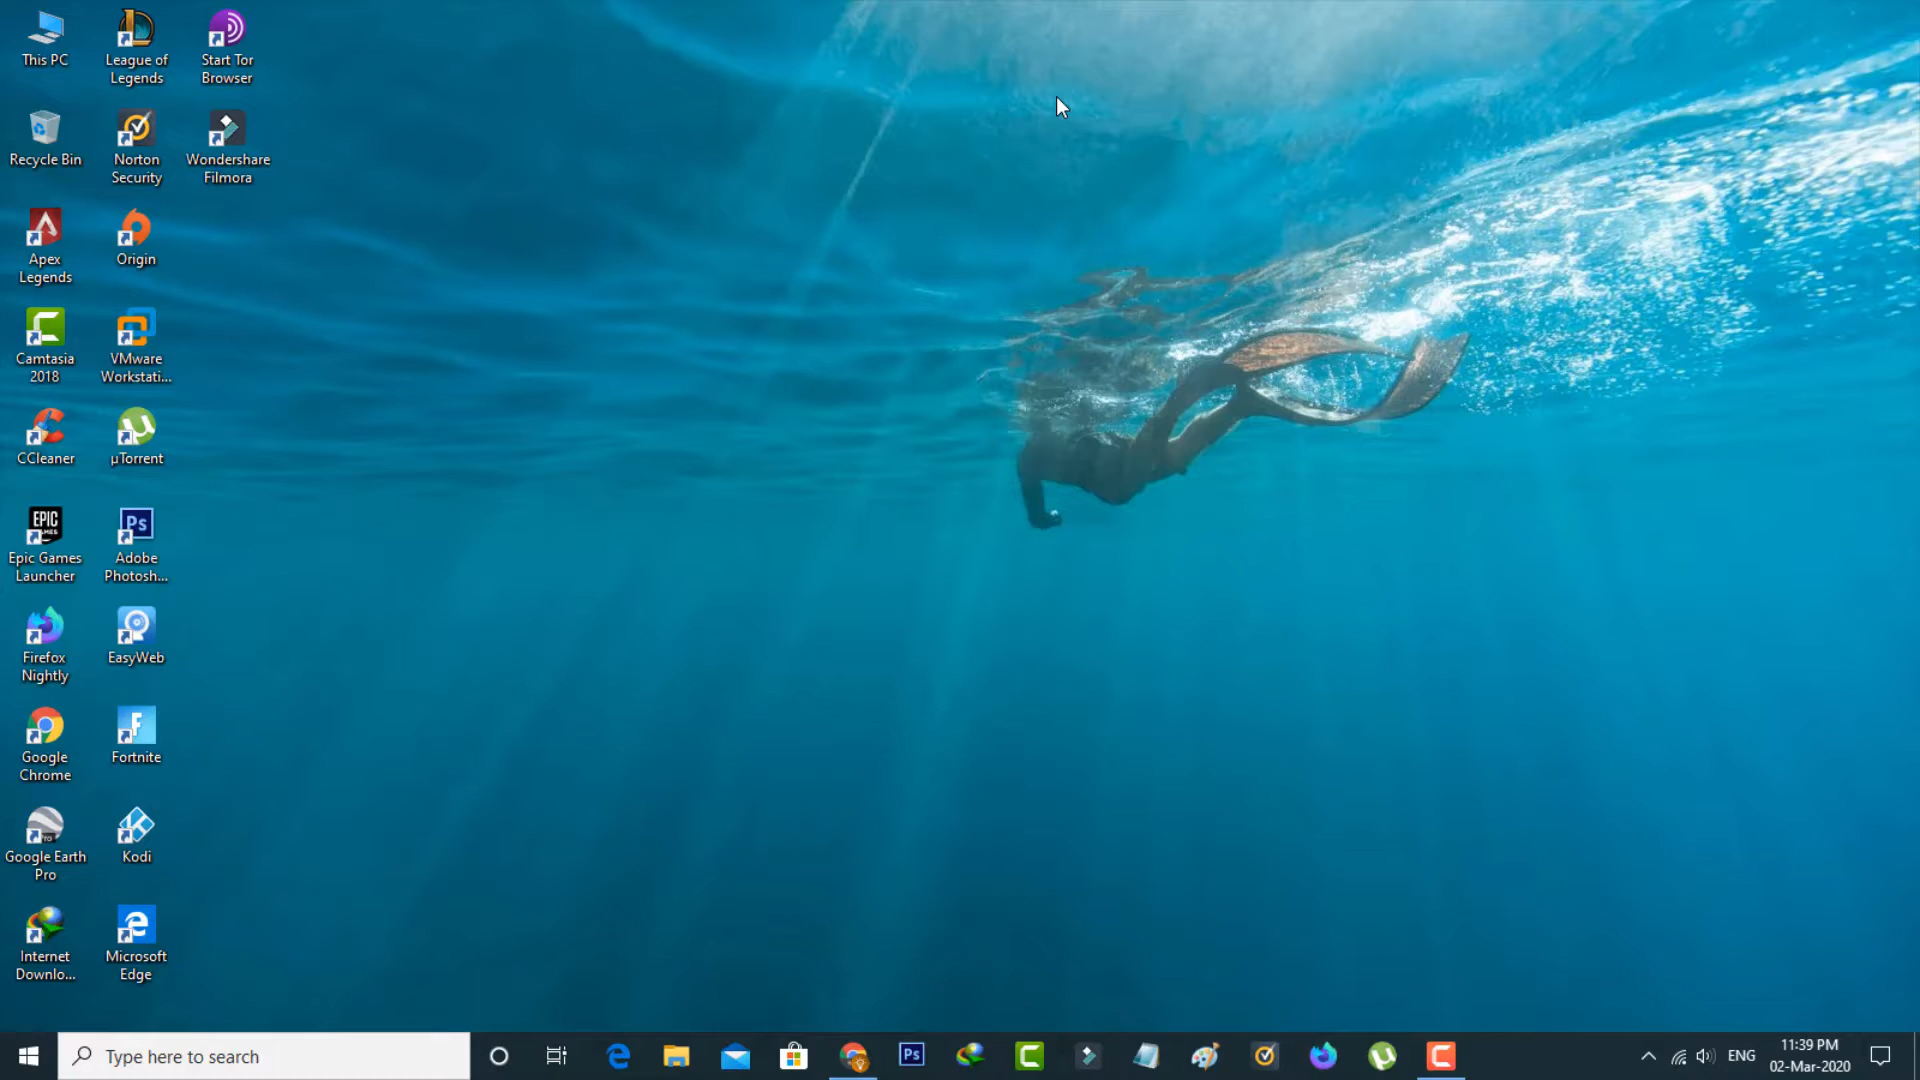 This PC
League of
Legends
Start Tor
Browser
Recycle Bin
Norton
Security
Wondershare
Filmora
Apex
Legends
Origin
Camtasia
2018
VMware
Workstati...
CCleaner
µTorrent
EPIC
GAMES
Epic Games
Launcher
Ps
Adobe
Photosh...
Firefox
Nightly
EasyWeb
Google
Chrome
Fortnite
Google Earth
Pro
Kodi
Internet
Downlo...
Microsoft
Edge
Type here to search
Ps
ENG
11:39 PM
02-Mar-2020